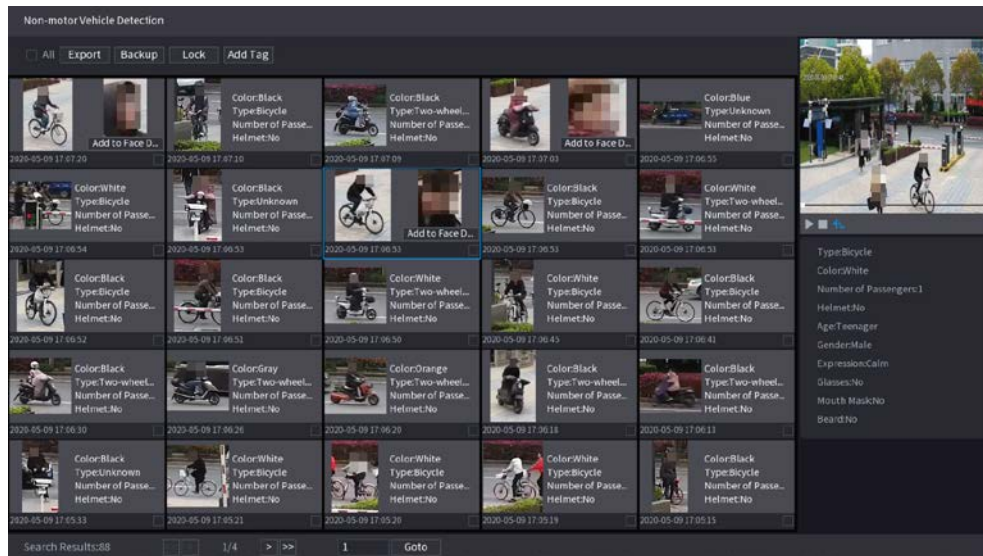 Non-motor Vehicle Detection
All Export Backup Lock Add Tag
Add to Face D...
2020-05-09 17:07:20
Color:Black
Type:Bicycle
Number of Passe...
Helmet:No
2020-05-09 17:07:10
Color:Black
Type:Two-wheel...
Number of Passe...
Helmet:No
2020-05-09 17:07:09
Add to Face D...
2020-05-09 17:07:03
Color:Blue
Type:Unknown
Number of Passe...
Helmet:No
2020-05-09 17:06:55
Color:White
Type:Bicycle
Number of Passe...
Helmet:No
2020-05-09 17:06:54
Color:Black
Type:Unknown
Number of Passe...
Helmet:No
2020-05-09 17:06:53
Add to Face D...
2020-05-09 17:06:53
Color:Black
Type:Bicycle
Number of Passe...
Helmet:No
2020-05-09 17:06:53
Color:White
Type:Two-wheel...
Number of Passe...
Helmet:No
2020-05-09 17:06:53
Color:Black
Type:Bicycle
Number of Passe...
Helmet:No
2020-05-09 17:06:52
Color:Black
Type:Bicycle
Number of Passe...
Helmet:No
2020-05-09 17:06:51
Color:White
Type:Two-wheel...
Number of Passe...
Helmet:No
2020-05-09 17:06:50
Color:White
Type:Bicycle
Number of Passe...
Helmet:No
2020-05-09 17:06:45
Color:Black
Type:Bicycle
Number of Passe...
Helmet:No
2020-05-09 17:06:41
Color:Black
Type:Two-wheel...
Number of Passe...
Helmet:No
2020-05-09 17:06:30
Color:Gray
Type:Two-wheel...
Number of Passe...
Helmet:No
2020-05-09 17:06:26
Color:Orange
Type:Two-wheel...
Number of Passe...
Helmet:No
2020-05-09 17:06:20
Color:Black
Type:Two-wheel...
Number of Passe...
Helmet:No
2020-05-09 17:06:18
Color:Black
Type:Two-wheel...
Number of Passe...
Helmet:No
2020-05-09 17:06:13
Color:Black
Type:Unknown
Number of Passe...
Helmet:No
2020-05-09 17:05:33
Color:White
Type:Bicycle
Number of Passe...
Helmet:No
2020-05-09 17:05:21
Color:White
Type:Bicycle
Number of Passe...
Helmet:No
2020-05-09 17:05:20
Color:White
Type:Bicycle
Number of Passe...
Helmet:No
2020-05-09 17:05:19
Color:Black
Type:Bicycle
Number of Passe...
Helmet:No
2020-05-09 17:05:15
Type:Bicycle
Color:White
Number of Passengers:1
Helmet:No
Age:Teenager
Gender:Male
Expression:Calm
Glasses:No
Mouth Mask:No
Beard:No
Search Results:88 1/4 > >> 1 Goto